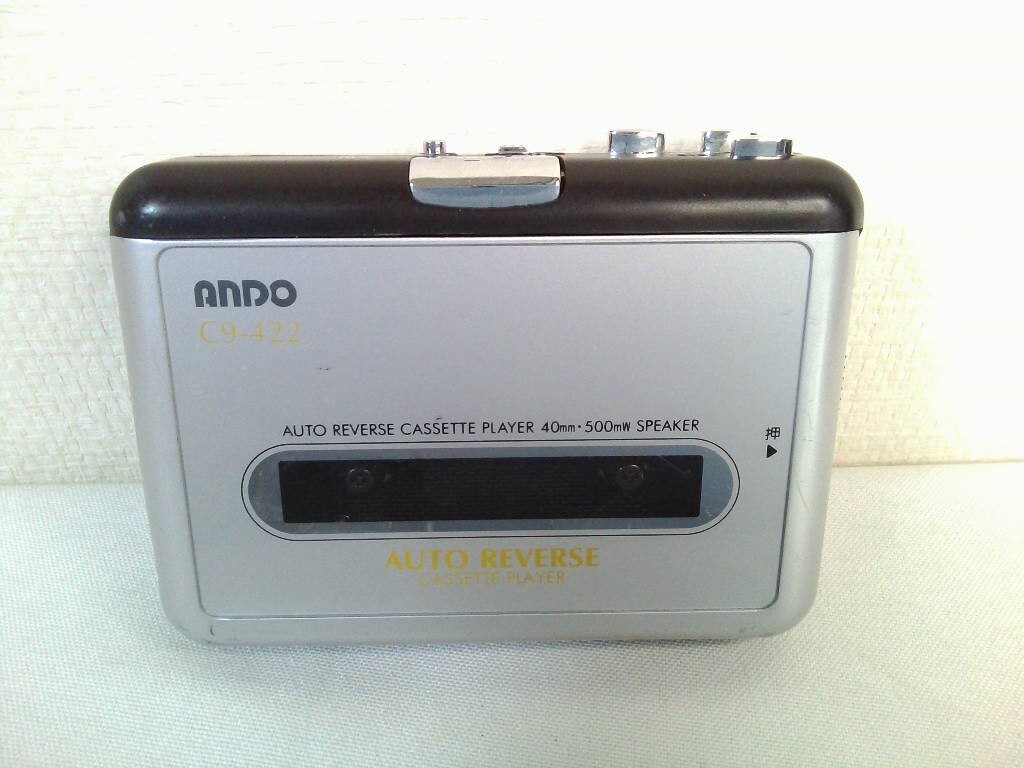 ANDO
C9-422
AUTO REVERSE CASSETTE PLAYER 40mm·500mW SPEAKER
押
AUTO REVERSE
CASSETTE PLAYER